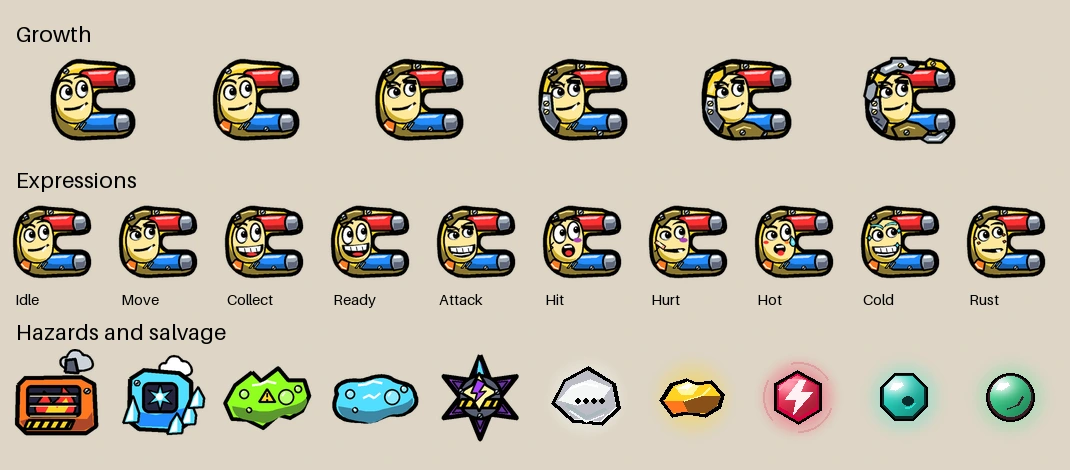 Growth
Expressions
Idle Move Collect Ready Attack Hit Hurt Hot Cold Rust
Hazards and salvage